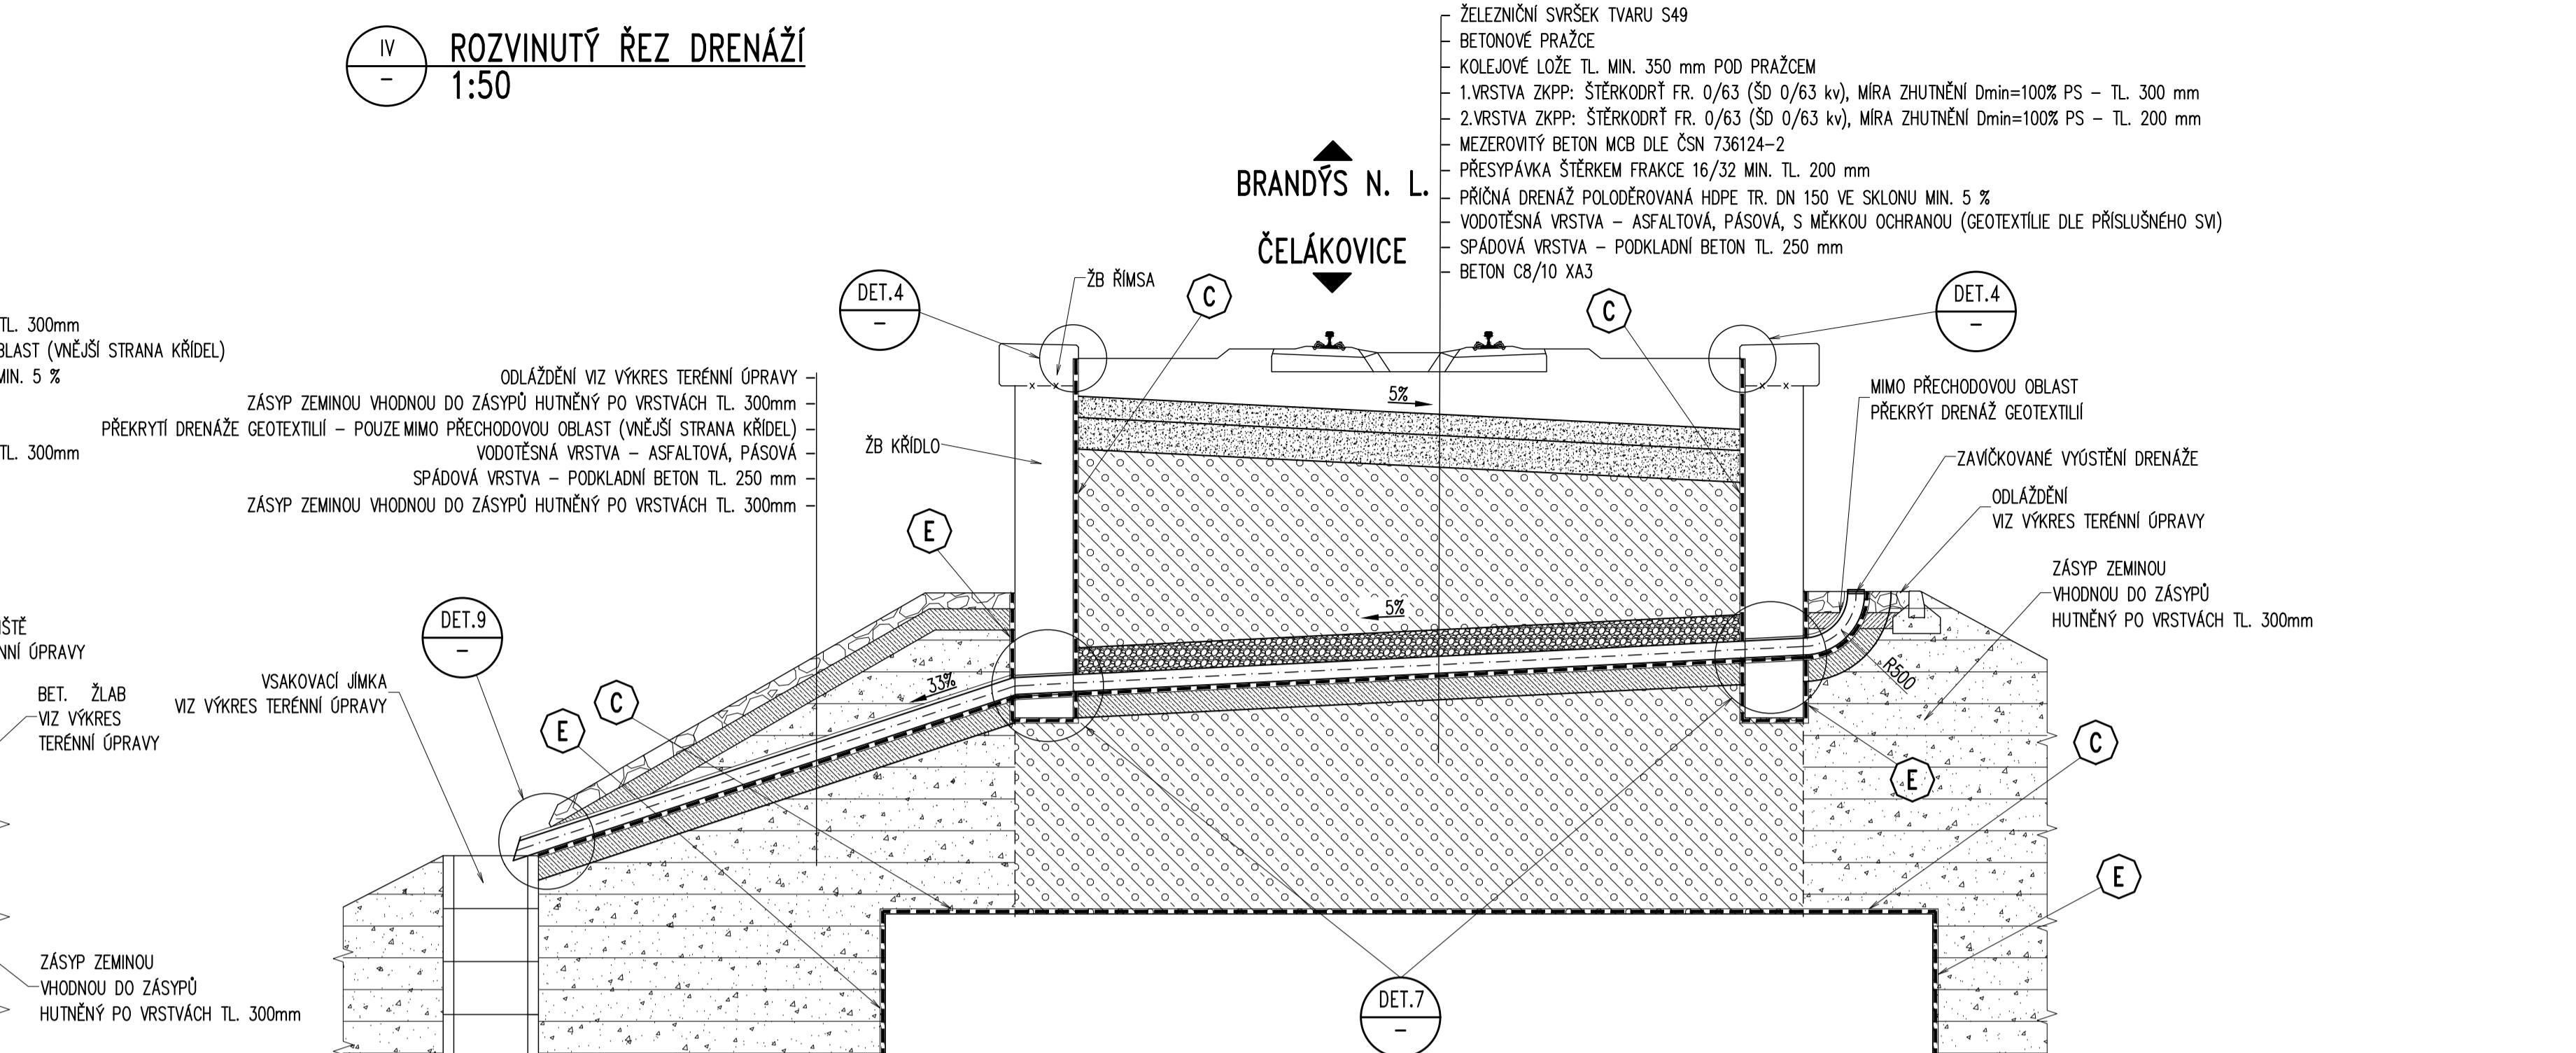 IV
–
ROZVINUTÝ ŘEZ DRENÁŽÍ
1:50
ŽELEZNIČNÍ SVRŠEK TVARU S49
BETONOVÉ PRAŽCE
KOLEJOVÉ LOŽE TL. MIN. 350 mm POD PRAŽCEM
1.VRSTVA ZKPP: ŠTĚRKODRŤ FR. 0/63 (ŠD 0/63 kv), MÍRA ZHUTNĚNÍ Dmin=100% PS – TL. 300 mm
2.VRSTVA ZKPP: ŠTĚRKODRŤ FR. 0/63 (ŠD 0/63 kv), MÍRA ZHUTNĚNÍ Dmin=100% PS – TL. 200 mm
MEZEROVITÝ BETON MCB DLE ČSN 736124–2
PŘESYPÁVKA ŠTĚRKEM FRAKCE 16/32 MIN. TL. 200 mm
PŘÍČNÁ DRENÁŽ POLODĚROVANÁ HDPE TR. DN 150 VE SKLONU MIN. 5 %
VODOTĚSNÁ VRSTVA – ASFALTOVÁ, PÁSOVÁ, S MĚKKOU OCHRANOU (GEOTEXTÍLIE DLE PŘÍSLUŠNÉHO SVI)
SPÁDOVÁ VRSTVA – PODKLADNÍ BETON TL. 250 mm
BETON C8/10 XA3
BRANDÝS N. L.
ČELÁKOVICE
DET.4
–
ŽB ŘÍMSA
C
C
DET.4
–
TL. 300mm
BLAST (VNĚJŠÍ STRANA KŘÍDEL)
MIN. 5 %
TL. 300mm
ODLÁŽDĚNÍ VIZ VÝKRES TERÉNNÍ ÚPRAVY
ZÁSYP ZEMINOU VHODNOU DO ZÁSYPŮ HUTNĚNÝ PO VRSTVÁCH TL. 300mm
PŘEKRYTÍ DRENÁŽE GEOTEXTILIÍ – POUZE MIMO PŘECHODOVOU OBLAST (VNĚJŠÍ STRANA KŘÍDEL)
VODOTĚSNÁ VRSTVA – ASFALTOVÁ, PÁSOVÁ
SPÁDOVÁ VRSTVA – PODKLADNÍ BETON TL. 250 mm
ZÁSYP ZEMINOU VHODNOU DO ZÁSYPŮ HUTNĚNÝ PO VRSTVÁCH TL. 300mm
ŽB KŘÍDLO
5%
MIMO PŘECHODOVOU OBLAST
PŘEKRÝT DRENÁŽ GEOTEXTILIÍ
ZAVÍČKOVANÉ VYÚSTĚNÍ DRENÁŽE
ODLÁŽDĚNÍ
VIZ VÝKRES TERÉNNÍ ÚPRAVY
ZÁSYP ZEMINOU
VHODNOU DO ZÁSYPŮ
HUTNĚNÝ PO VRSTVÁCH TL. 300mm
E
5%
DET.9
–
IŠTĚ
NNÍ ÚPRAVY
BET. ŽLAB
VIZ VÝKRES
TERÉNNÍ ÚPRAVY
VSAKOVACÍ JÍMKA
VIZ VÝKRES TERÉNNÍ ÚPRAVY
33%
R500
E
C
C
E
E
ZÁSYP ZEMINOU
VHODNOU DO ZÁSYPŮ
HUTNĚNÝ PO VRSTVÁCH TL. 300mm
DET.7
–